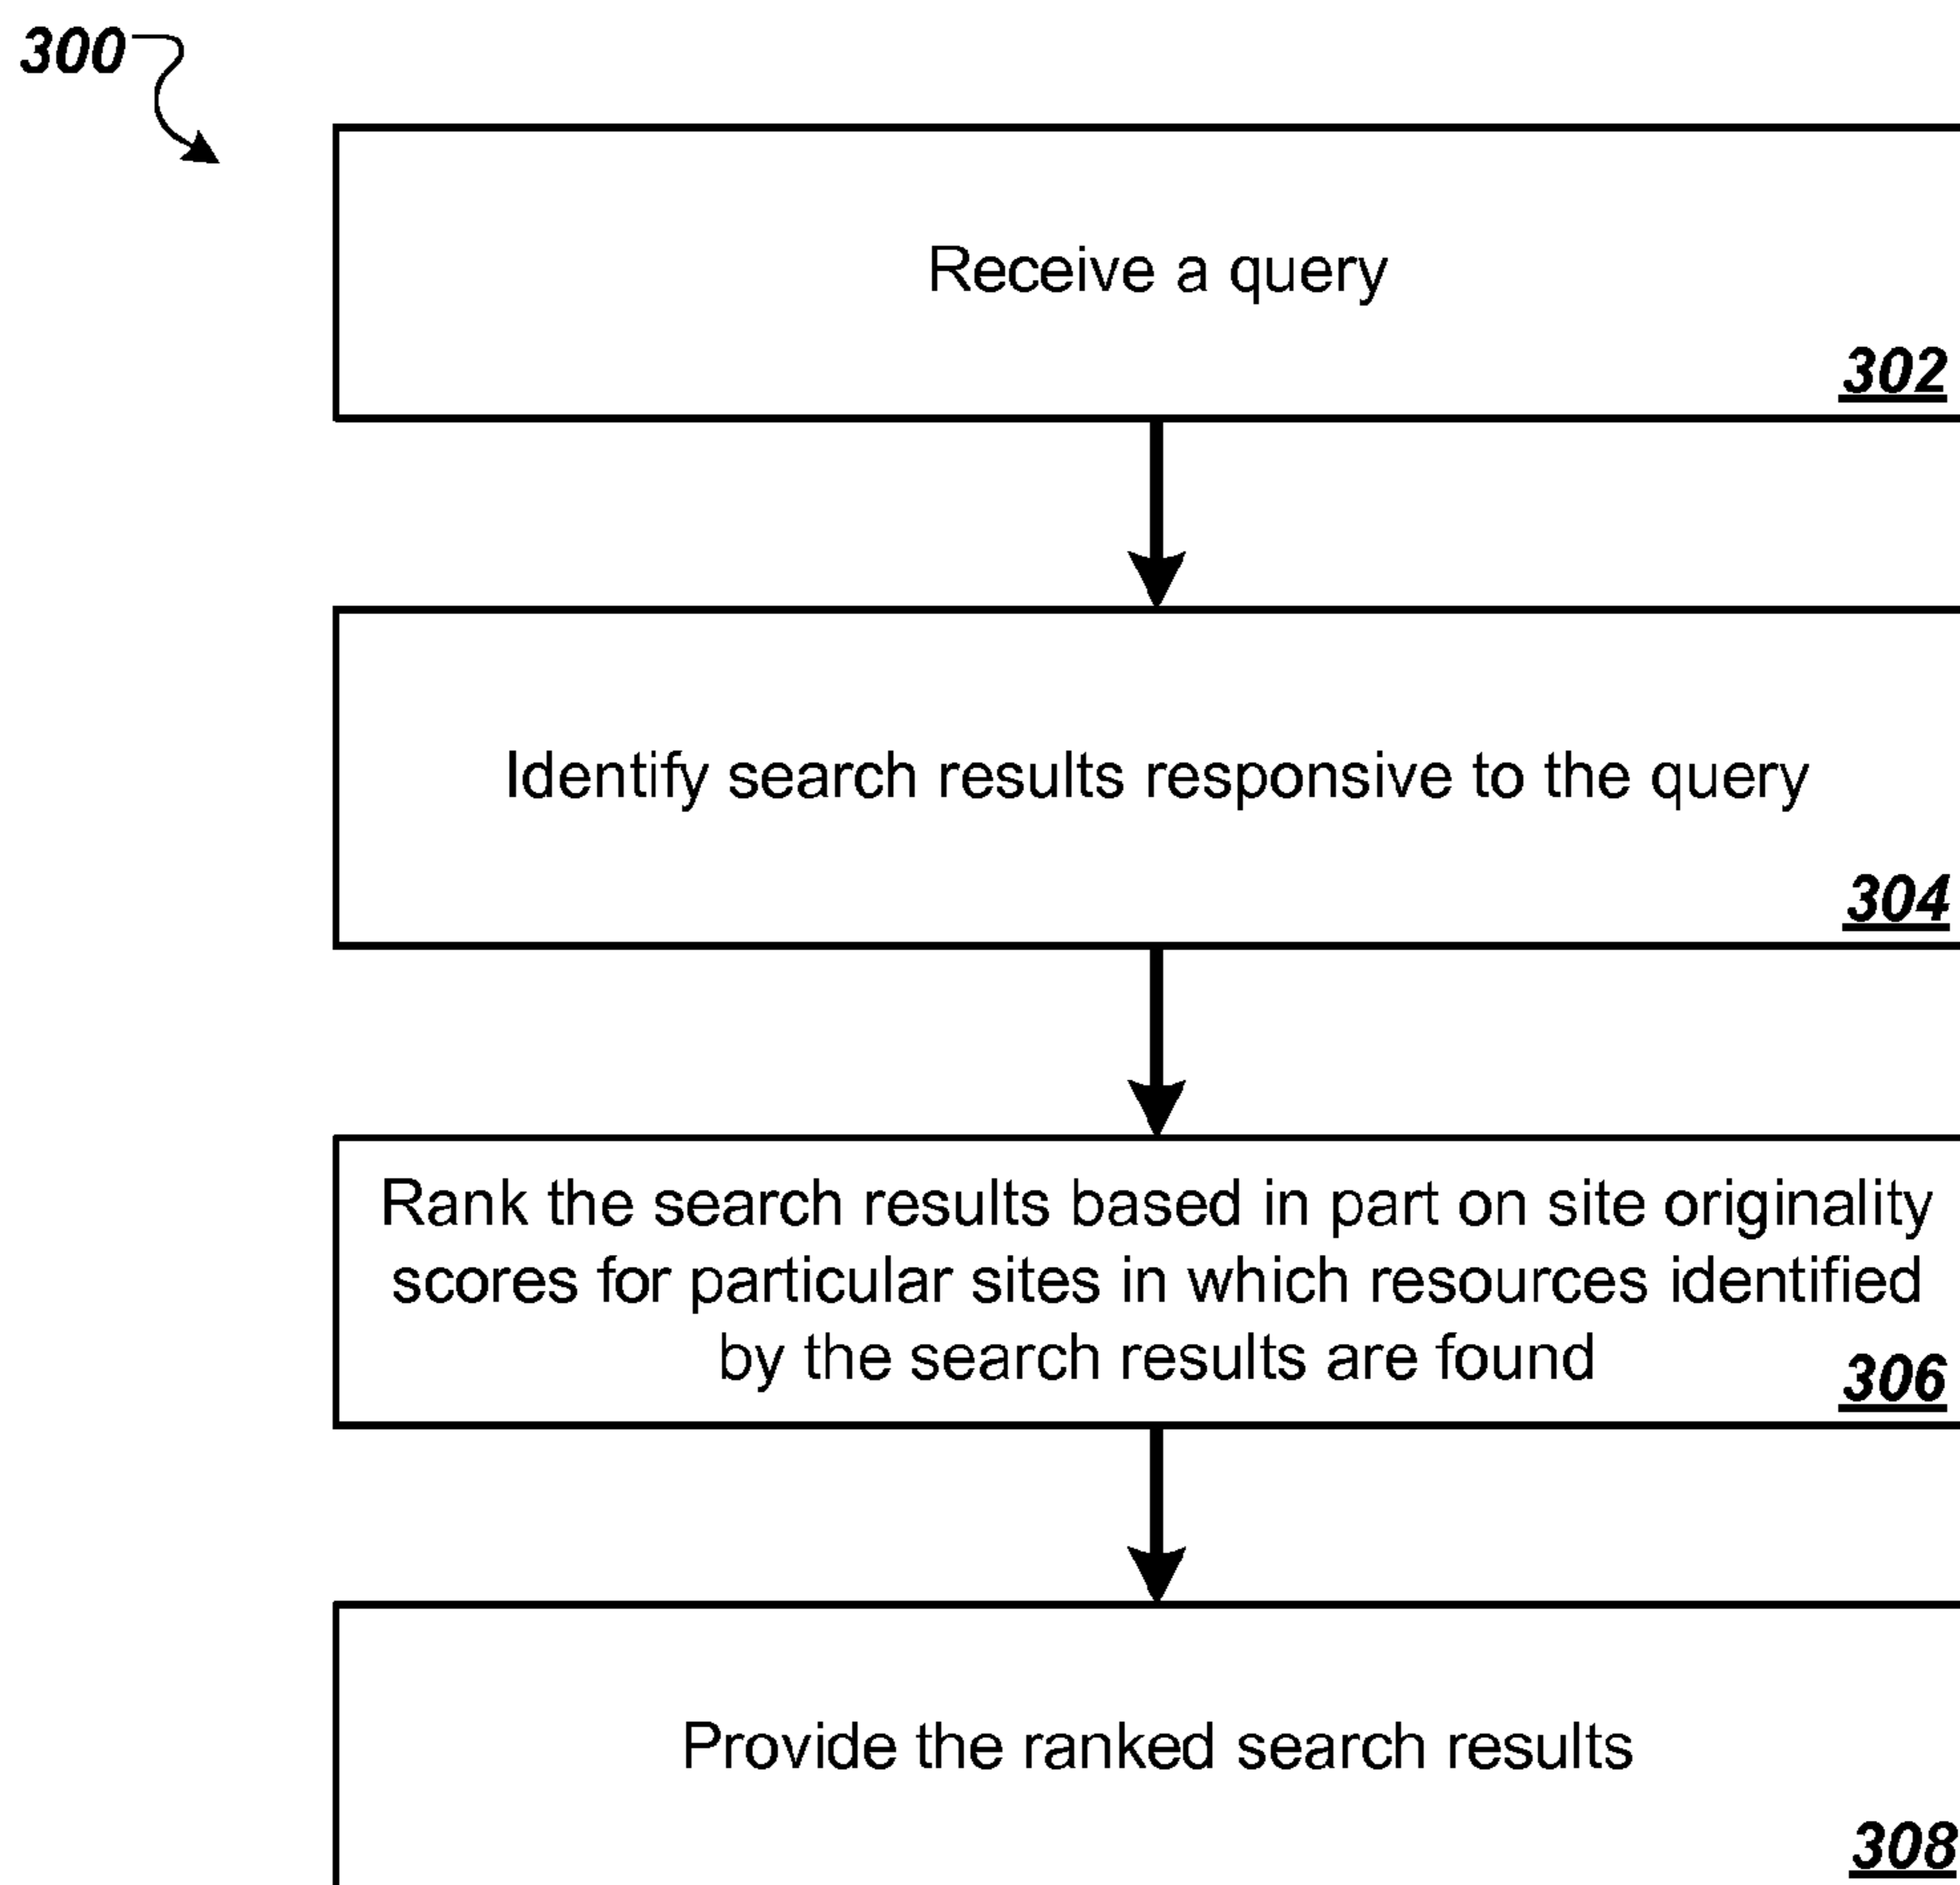 300
Receive a query
302
Identify search results responsive to the query
304
Rank the search results based in part on site originality
scores for particular sites in which resources identified
by the search results are found
306
Provide the ranked search results
308